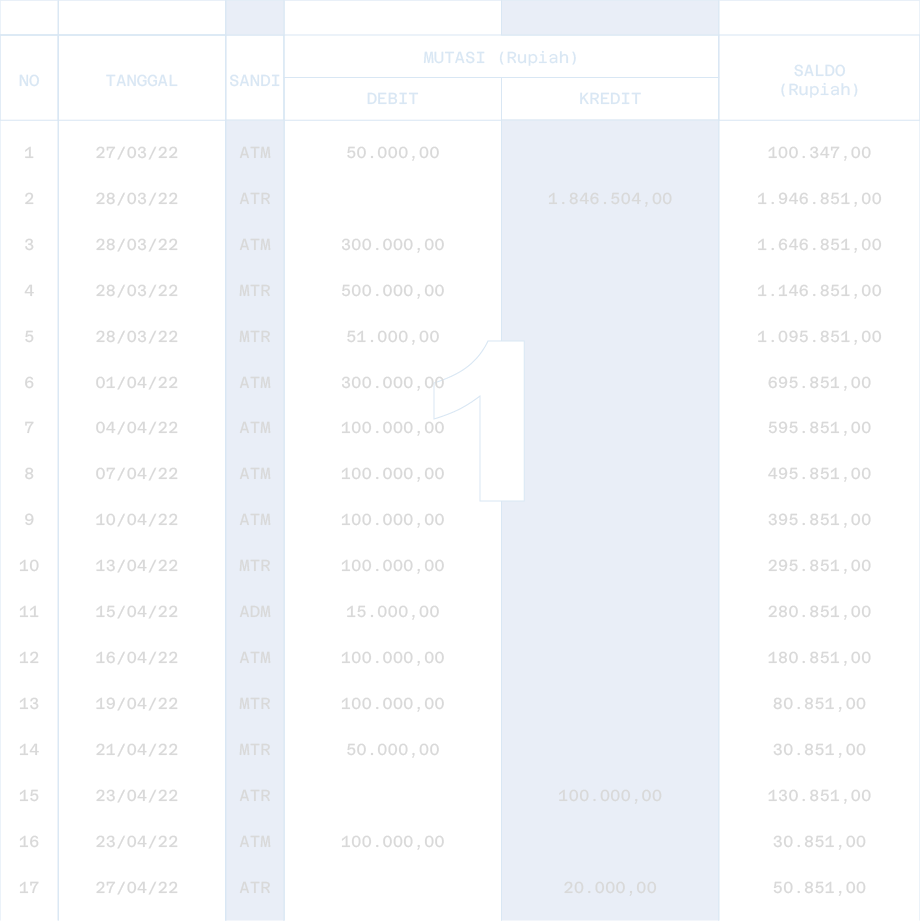 NO TANGGAL SANDI MUTASI (Rupiah) SALDO (Rupiah)
DEBIT KREDIT
1 27/03/22 ATM 50.000,00 100.347,00
2 28/03/22 ATR 1.846.504,00 1.946.851,00
3 28/03/22 ATM 300.000,00 1.646.851,00
4 28/03/22 MTR 500.000,00 1.146.851,00
5 28/03/22 MTR 51.000,00 1.095.851,00
6 01/04/22 ATM 300.000,00 695.851,00
7 04/04/22 ATM 100.000,00 595.851,00
1
8 07/04/22 ATM 100.000,00 495.851,00
9 10/04/22 ATM 100.000,00 395.851,00
10 13/04/22 MTR 100.000,00 295.851,00
11 15/04/22 ADM 15.000,00 280.851,00
12 16/04/22 ATM 100.000,00 180.851,00
13 19/04/22 MTR 100.000,00 80.851,00
14 21/04/22 MTR 50.000,00 30.851,00
15 23/04/22 ATR 100.000,00 130.851,00
16 23/04/22 ATM 100.000,00 30.851,00
17 27/04/22 ATR 20.000,00 50.851,00